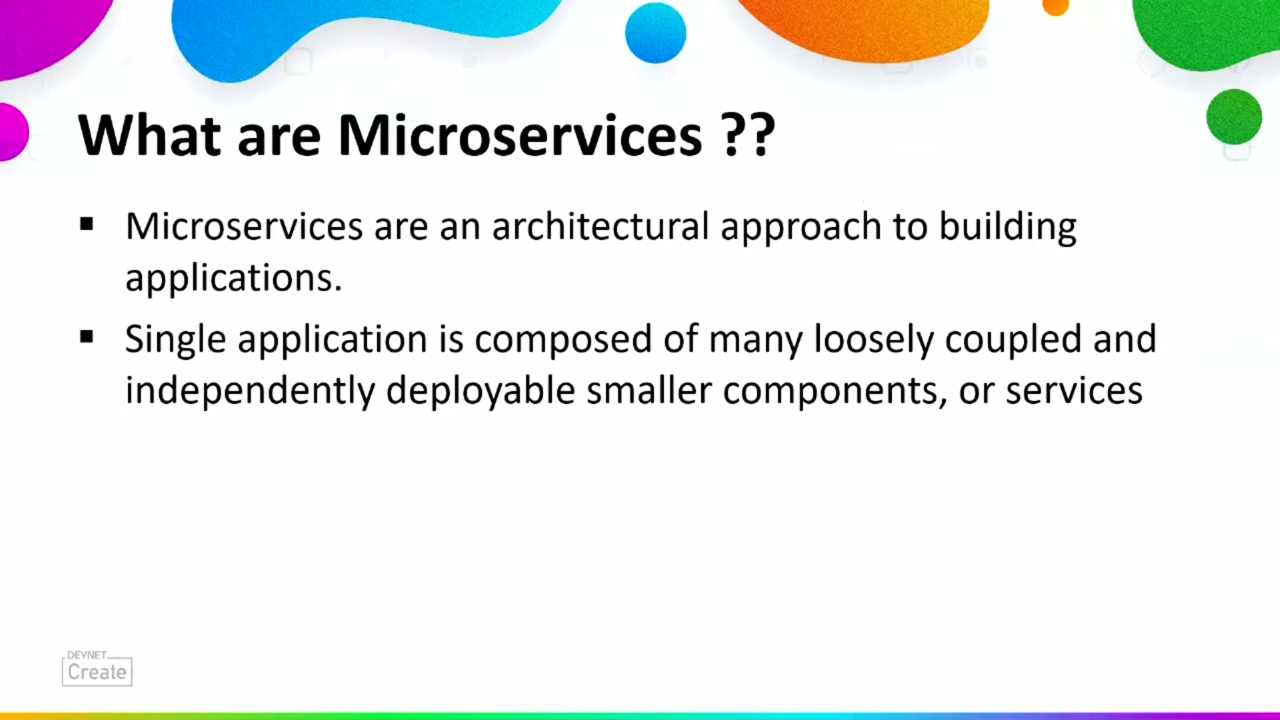 What are Microservices ??
▪ Microservices are an architectural approach to building
applications.
▪ Single application is composed of many loosely coupled and
independently deployable smaller components, or services
DEVNET
Create